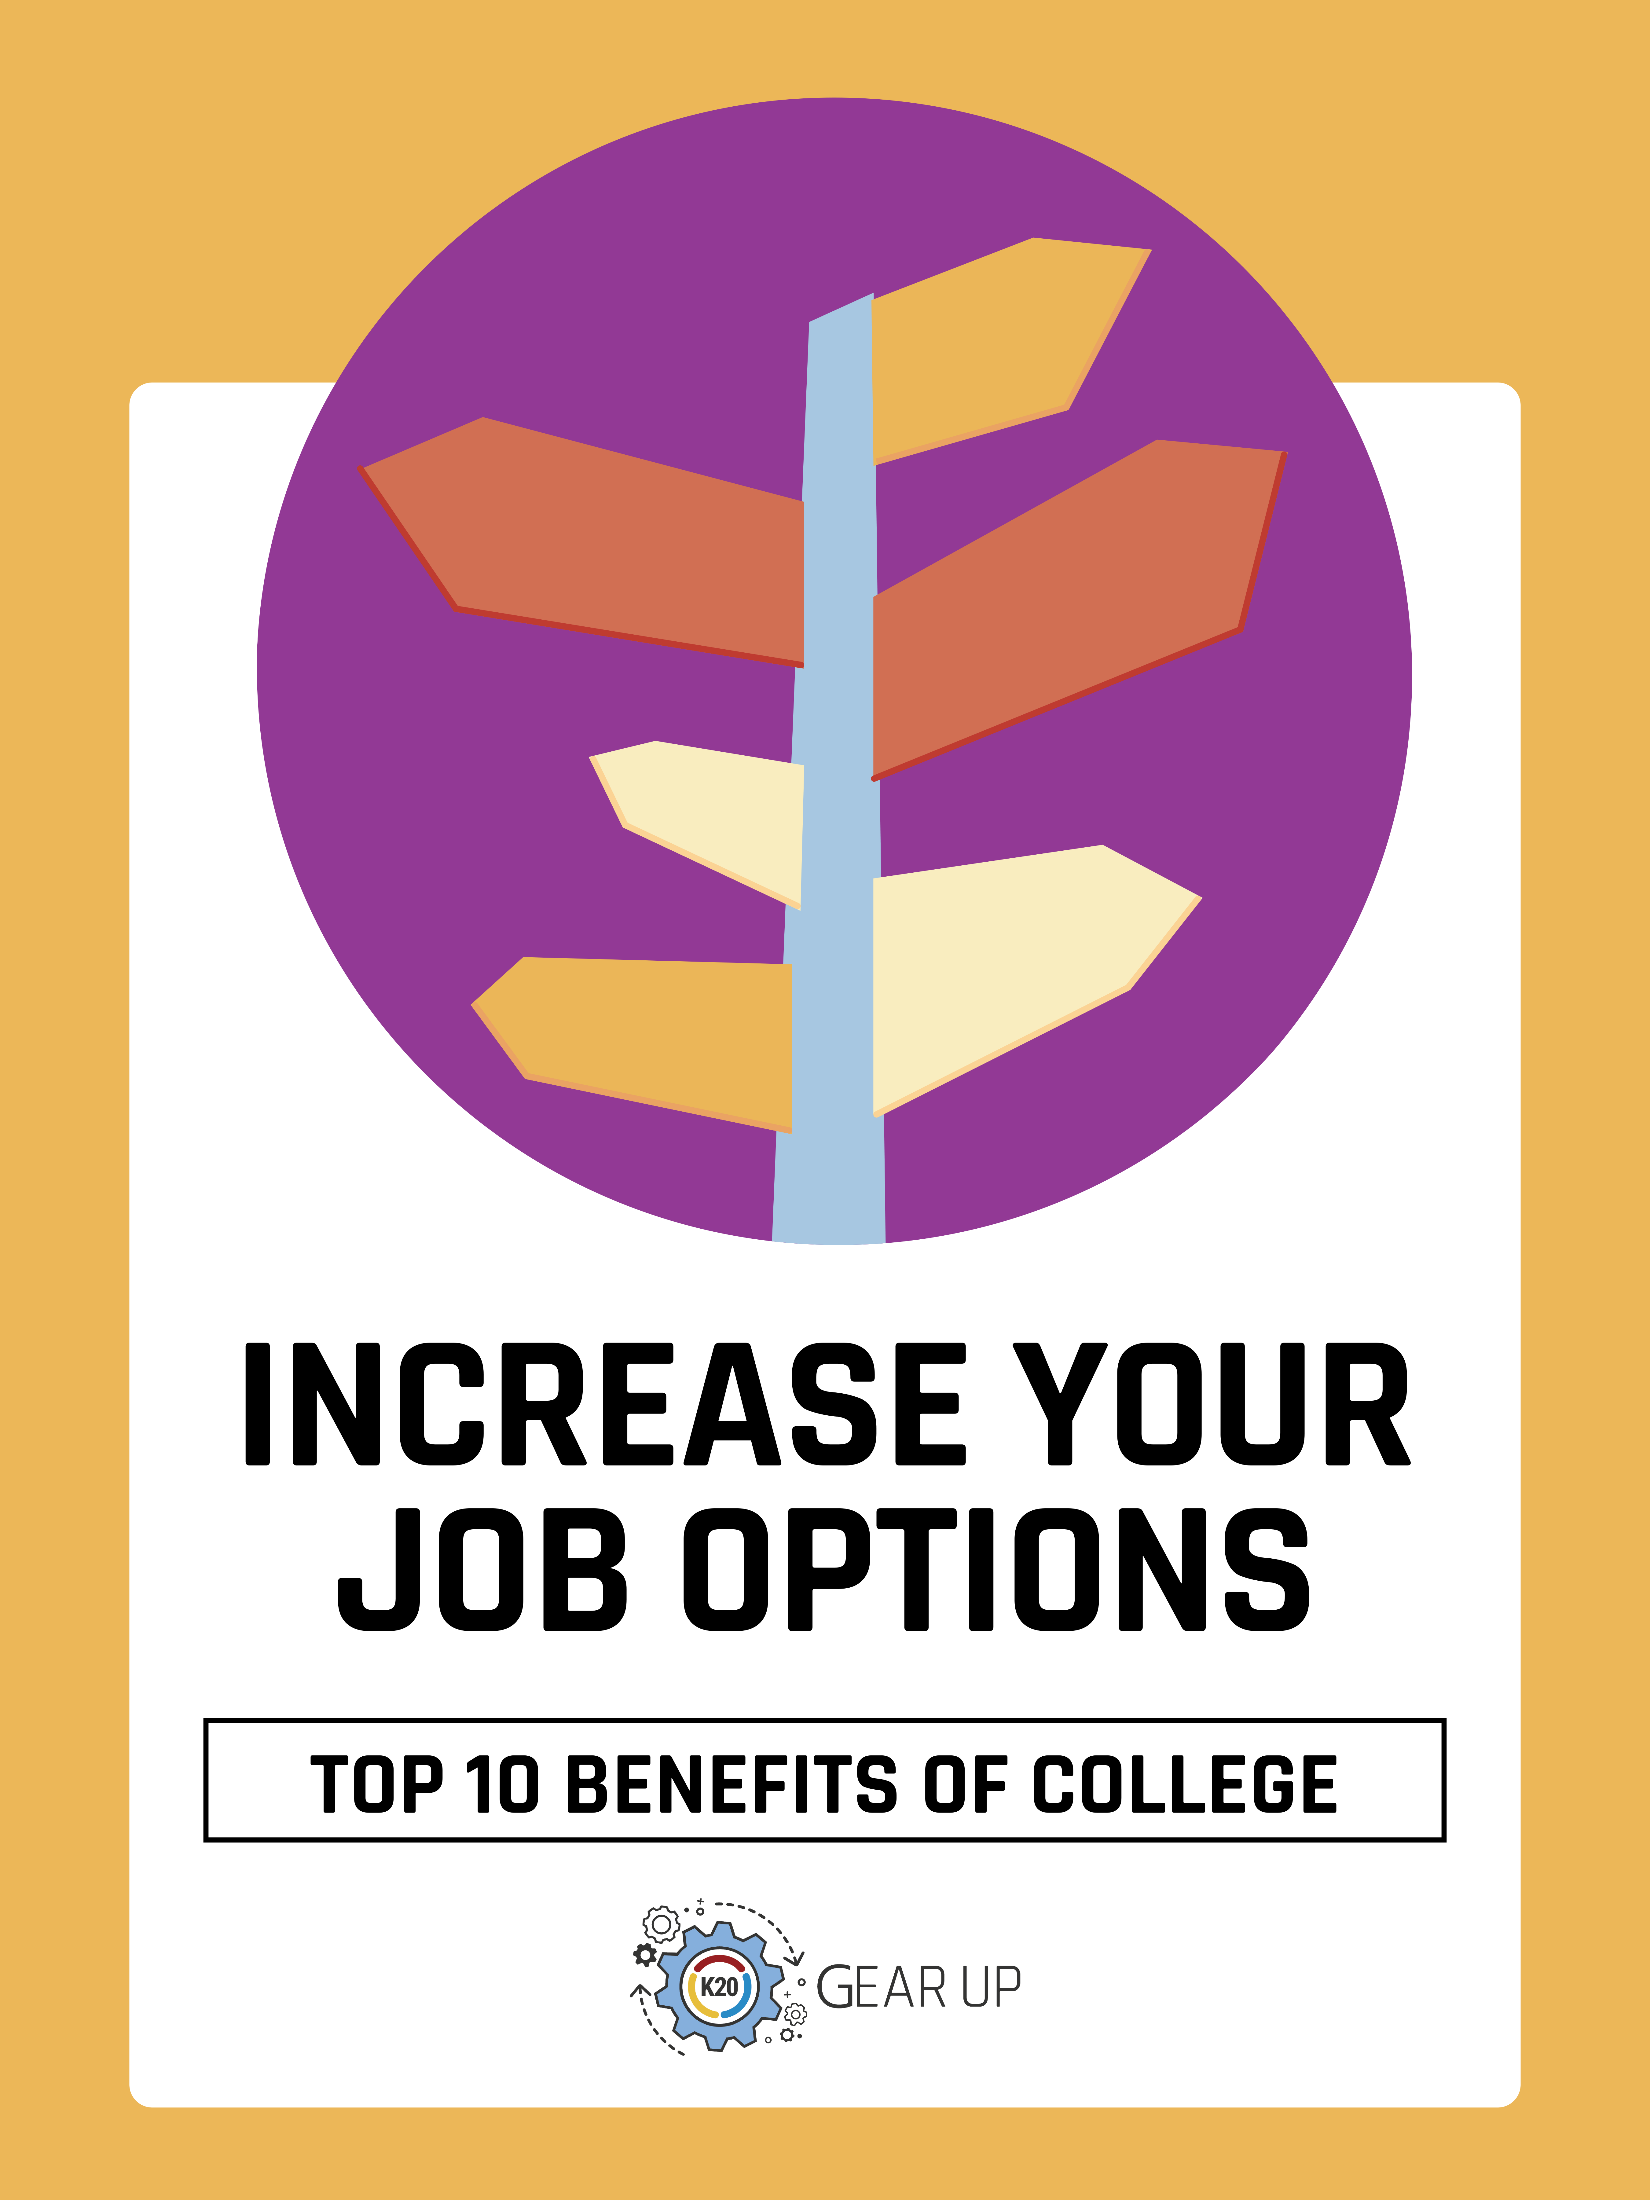 INCREASE YOUR
JOB OPTIONS
TOP 10 BENEFITS OF COLLEGE
K20 GEAR UP